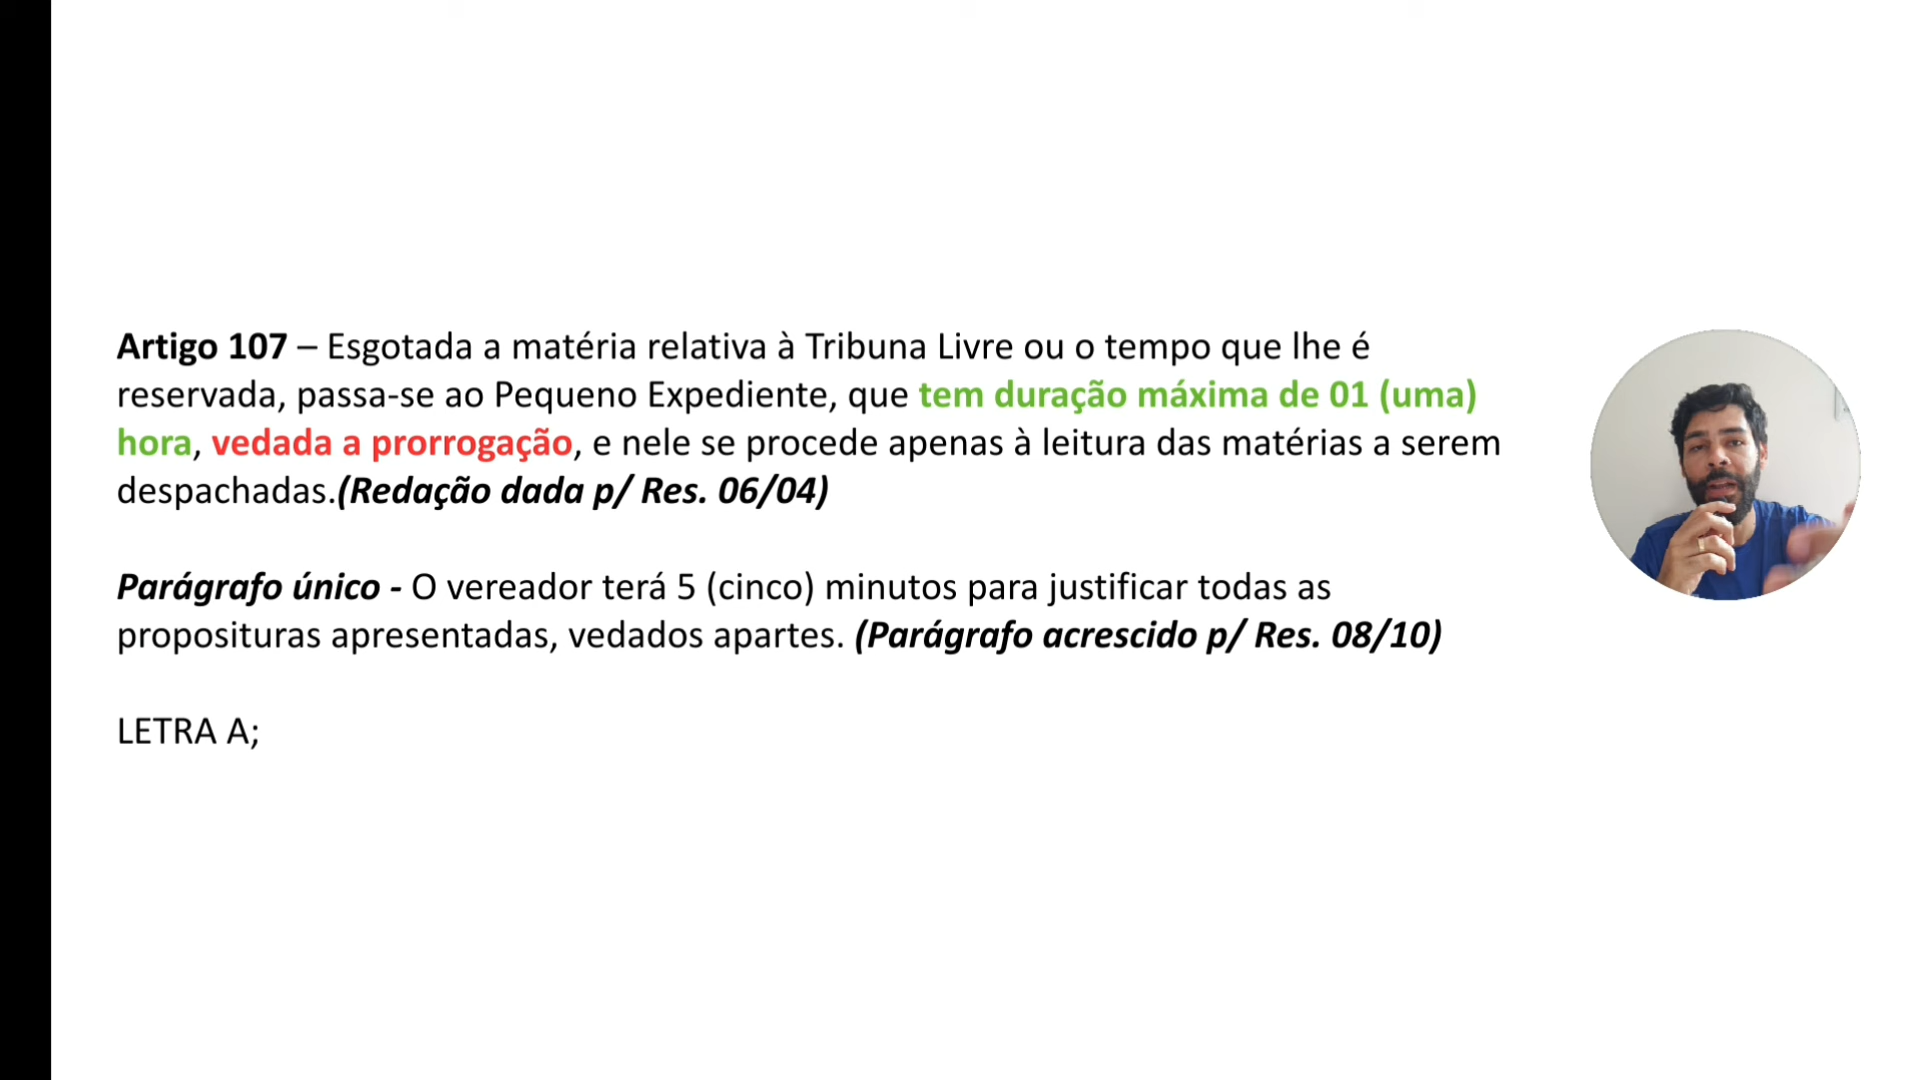 Artigo 107 – Esgotada a matéria relativa à Tribuna Livre ou o tempo que lhe é
reservada, passa-se ao Pequeno Expediente, que tem duração máxima de 01 (uma)
hora, vedada a prorrogação, e nele se procede apenas à leitura das matérias a serem
despachadas.(Redação dada p/ Res. 06/04)
Parágrafo único - O vereador terá 5 (cinco) minutos para justificar todas as
proposituras apresentadas, vedados apartes. (Parágrafo acrescido p/ Res. 08/10)
LETRA A;